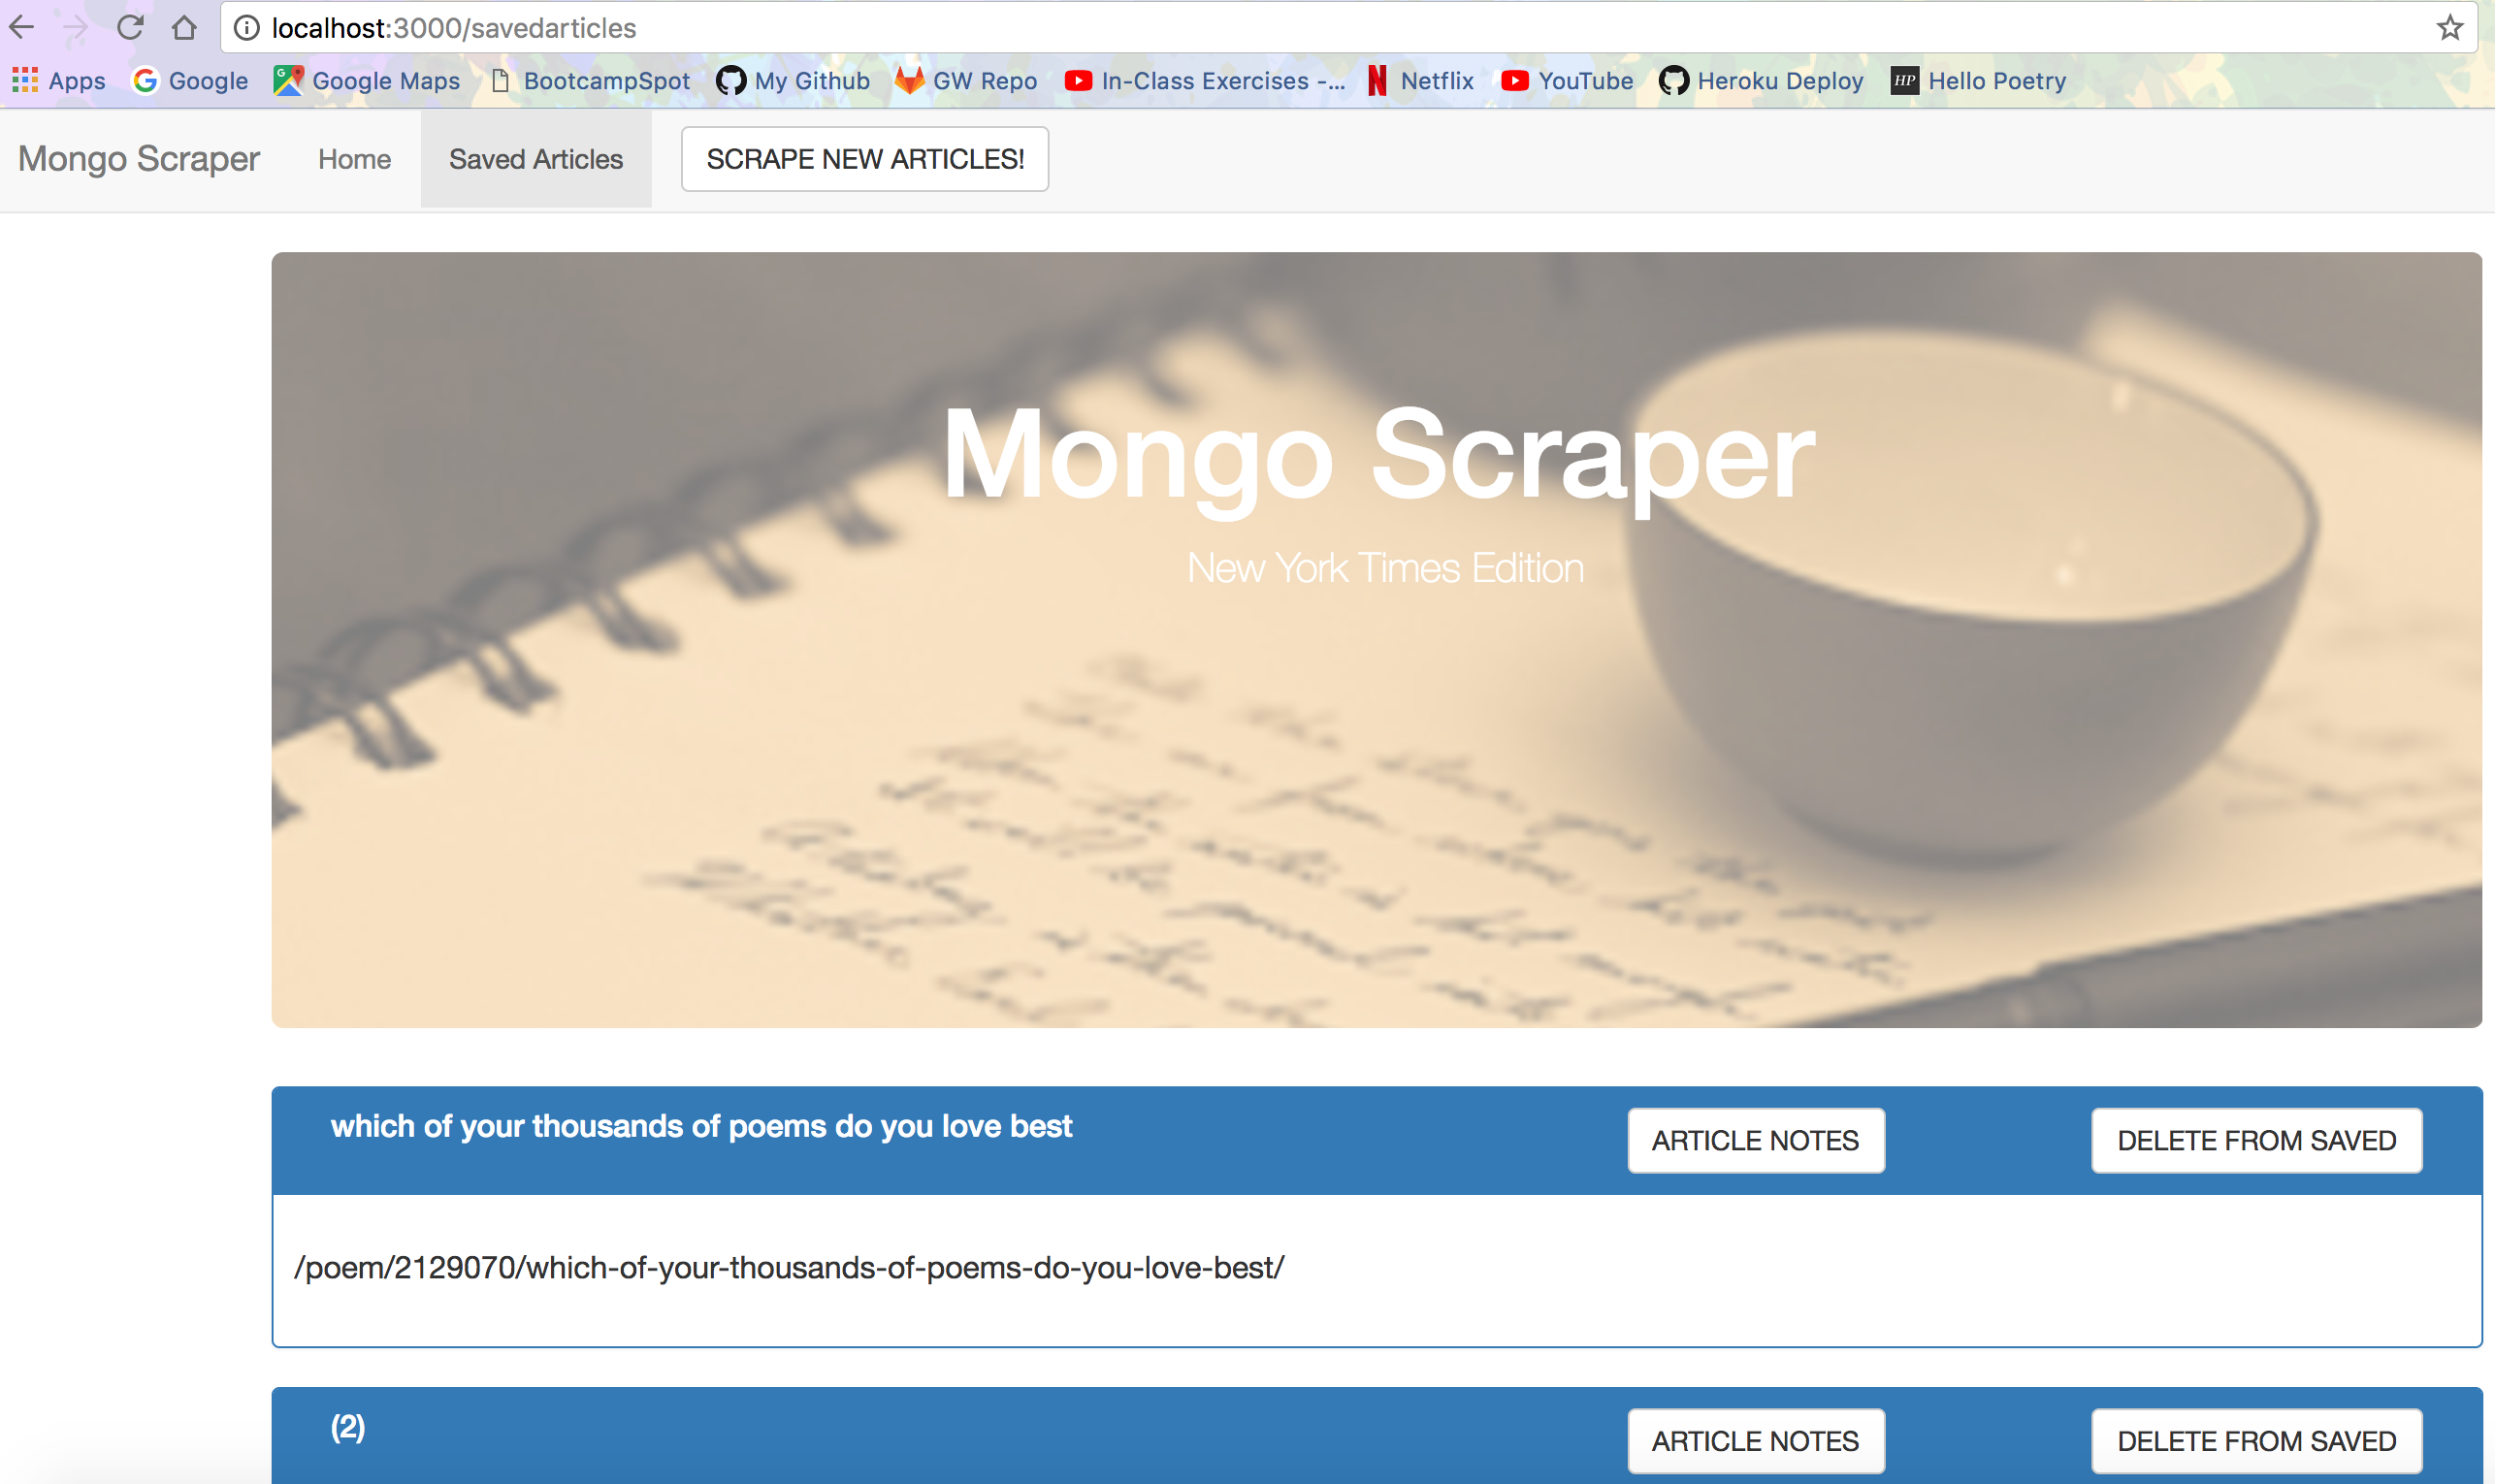 localhost:3000/savedarticles
Apps Google Google Maps BootcampSpot My Github GW Repo In-Class Exercises -... Netflix YouTube HP Heroku Deploy Hello Poetry
Mongo Scraper Home Saved Articles SCRAPE NEW ARTICLES!
Mongo Scraper
New York Times Edition
which of your thousands of poems do you love best ARTICLE NOTES DELETE FROM SAVED
/poem/2129070/which-of-your-thousands-of-poems-do-you-love-best/
(2) ARTICLE NOTES DELETE FROM SAVED